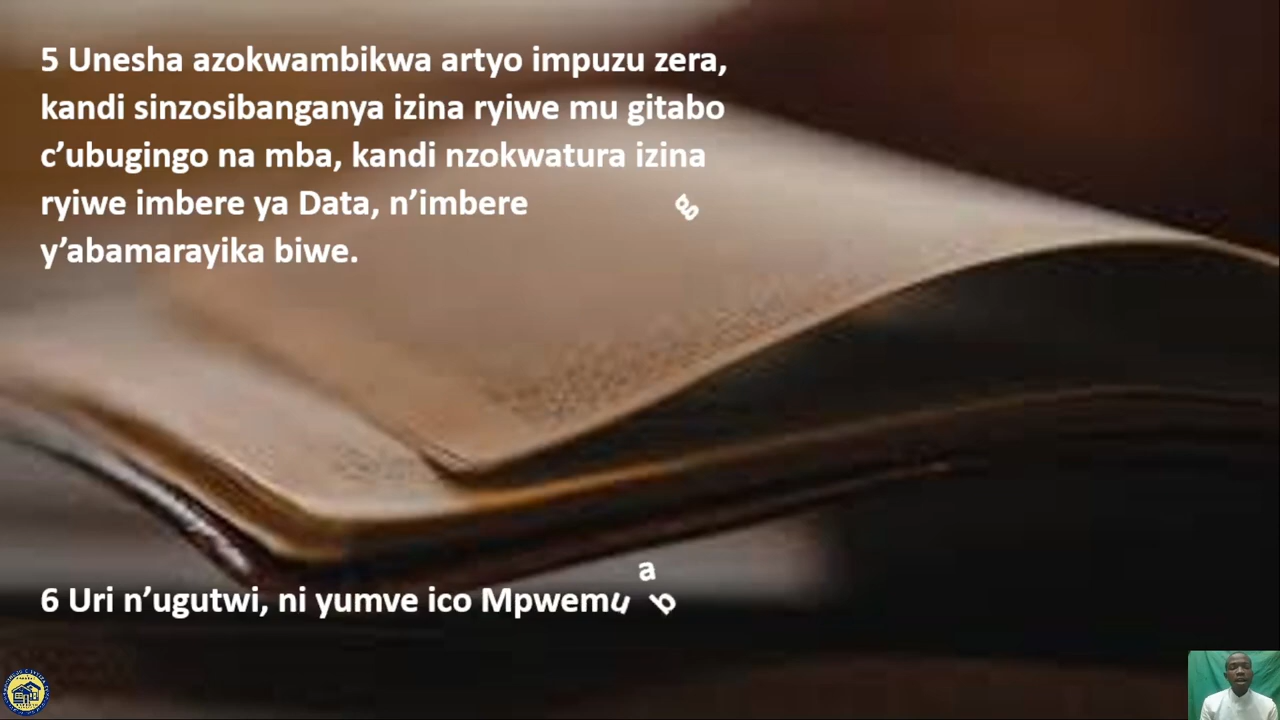 5 Unesha azokwambikwa artyo impuzu zera,
kandi sinzosibanganya izina ryiwe mu gitabo
c’ubugingo na mba, kandi nzokwatura izina
ryiwe imbere ya Data, n’imbere
y’abamarayika biwe.
g
6 Uri n’ugutwi, ni yumve ico Mpwemu
a
b